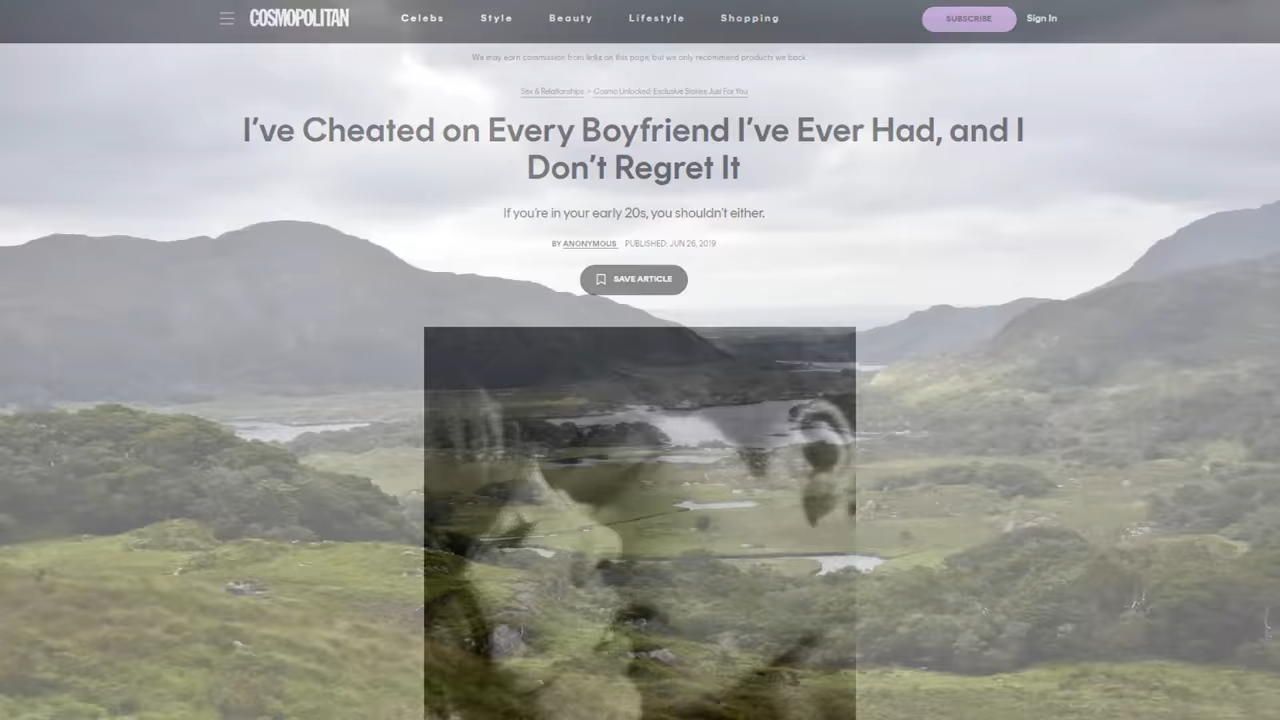 COSMOPOLITAN Celebs Style Beauty Lifestyle Shopping SUBSCRIBE Sign In
We may earn commission from links on this page, but we only recommend products we back.
Sex & Relationships > Cosmo Unlocked: Exclusive Stories Just For You
I've Cheated on Every Boyfriend I've Ever Had, and I
Don't Regret It
If you're in your early 20s, you shouldn't either.
BY ANONYMOUS PUBLISHED: JUN 26, 2019
SAVE ARTICLE